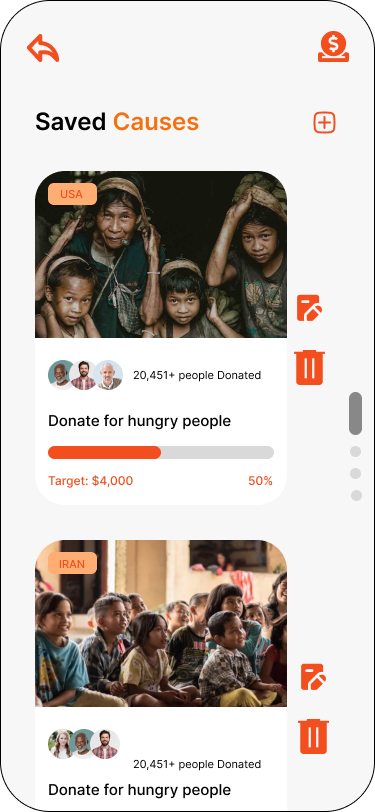 Saved Causes
USA
20,451+ people Donated
Donate for hungry people
Target: $4,000 50%
IRAN
20,451+ people Donated
Donate for hungry people